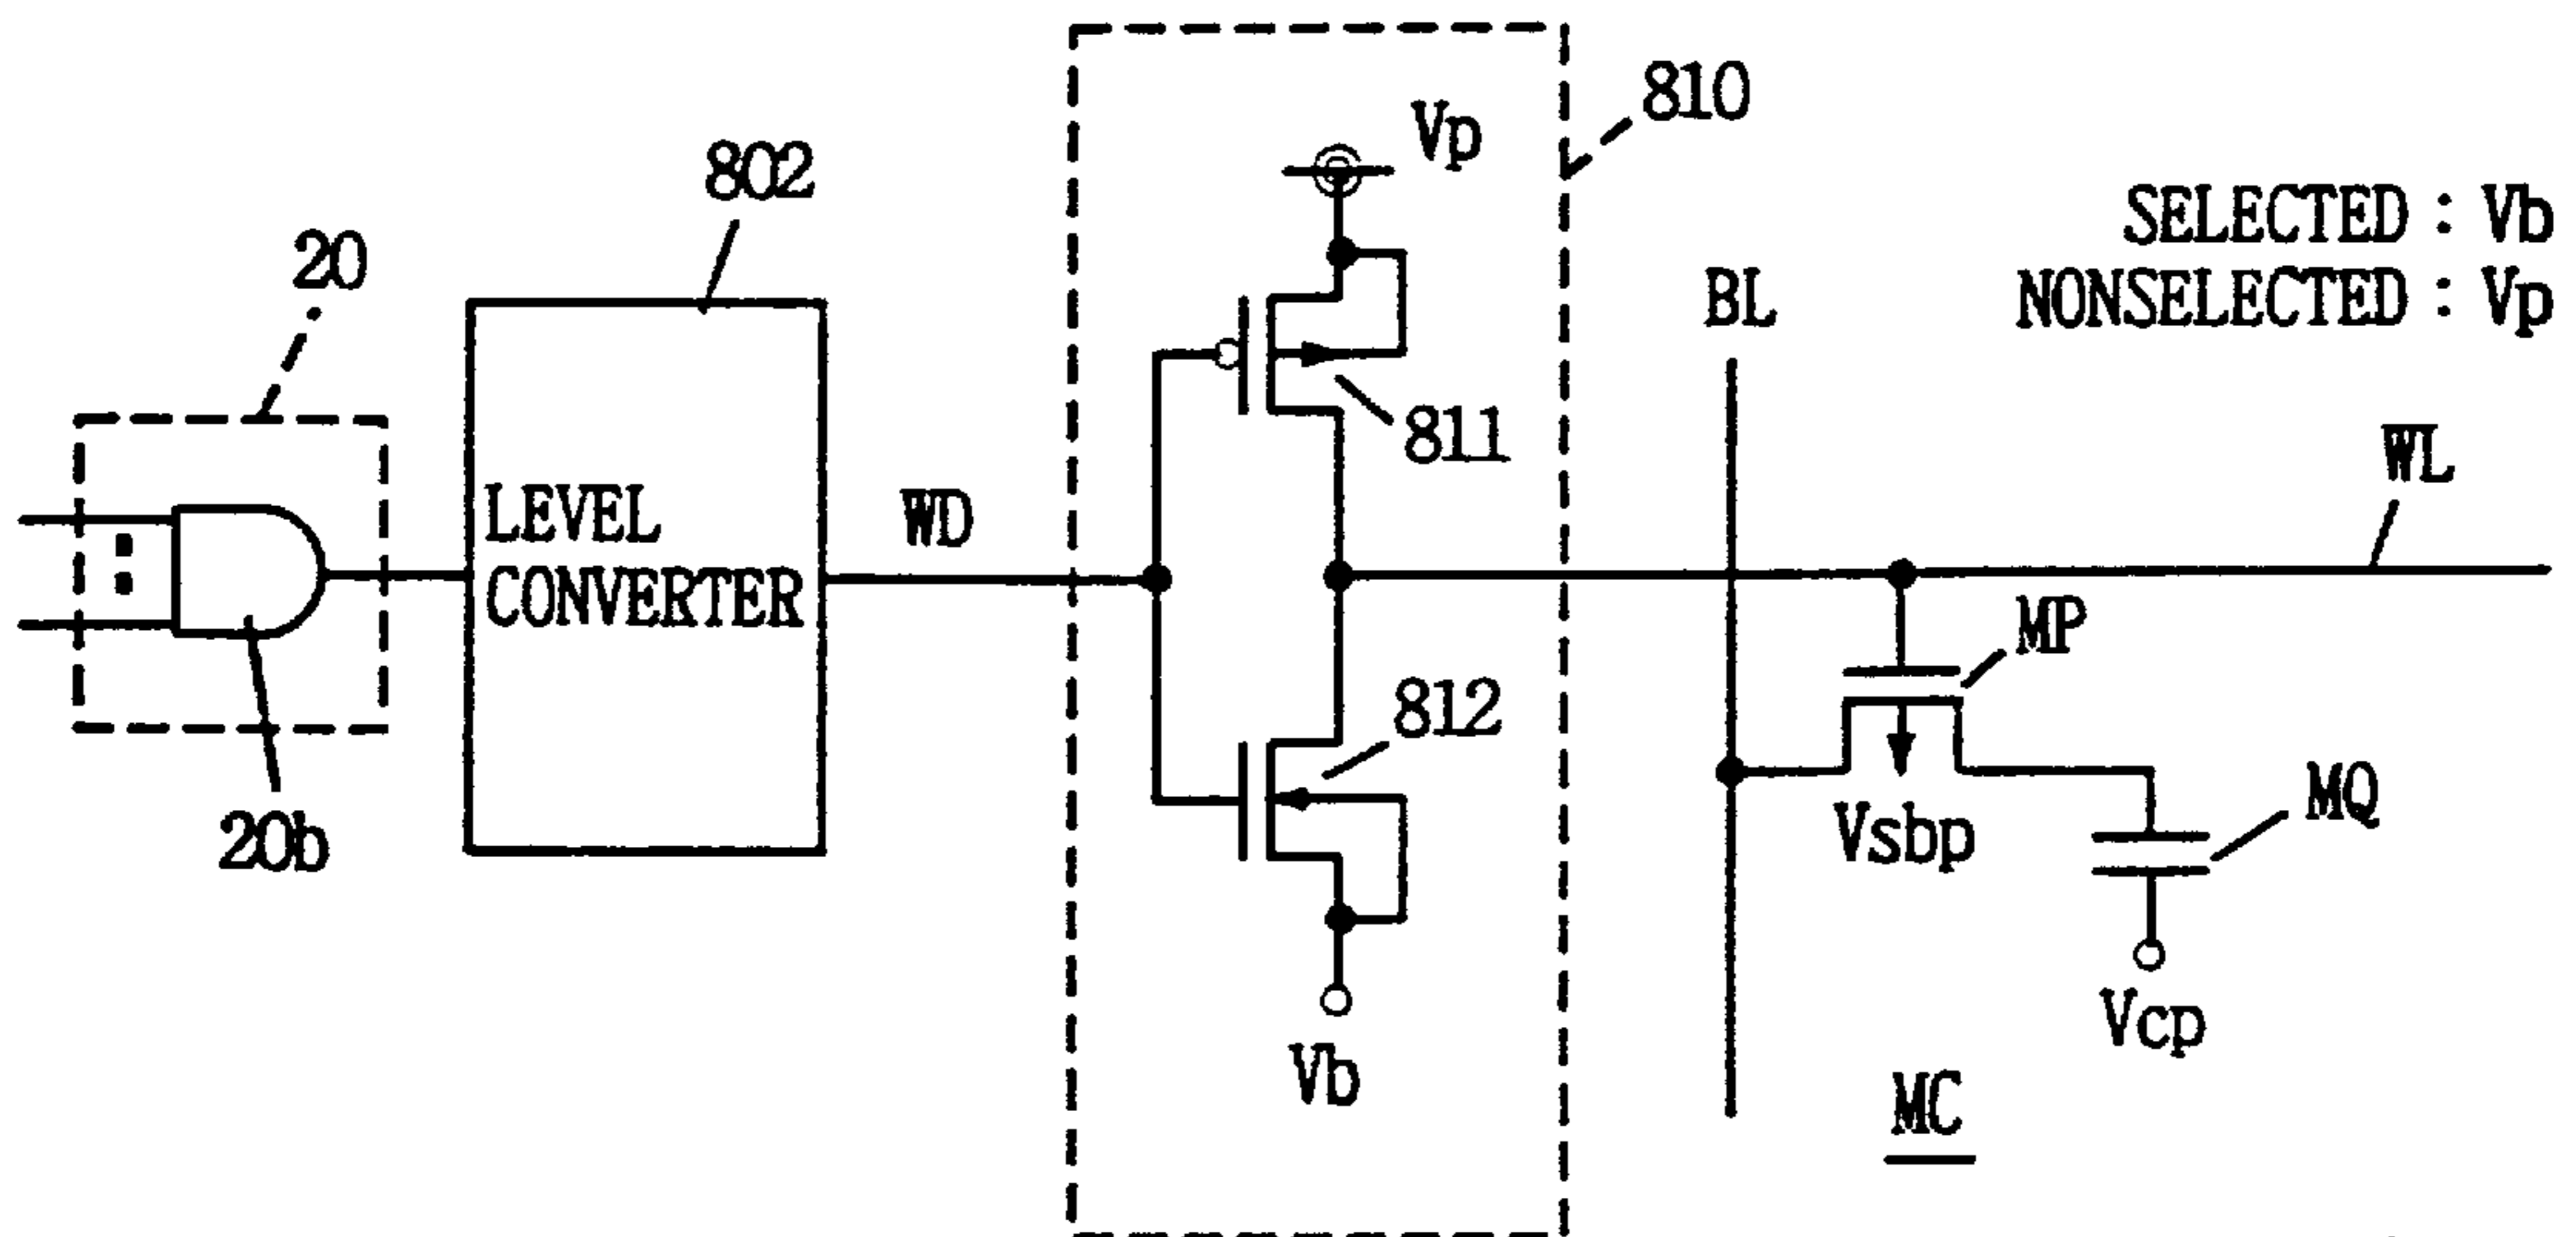 810
Vp
802
SELECTED : Vb
20
BL
NONSELECTED : Vp
811
WL
LEVEL
WD
CONVERTER
MP
812
MQ
20b
Vsbp
Vcp
Vb
MC